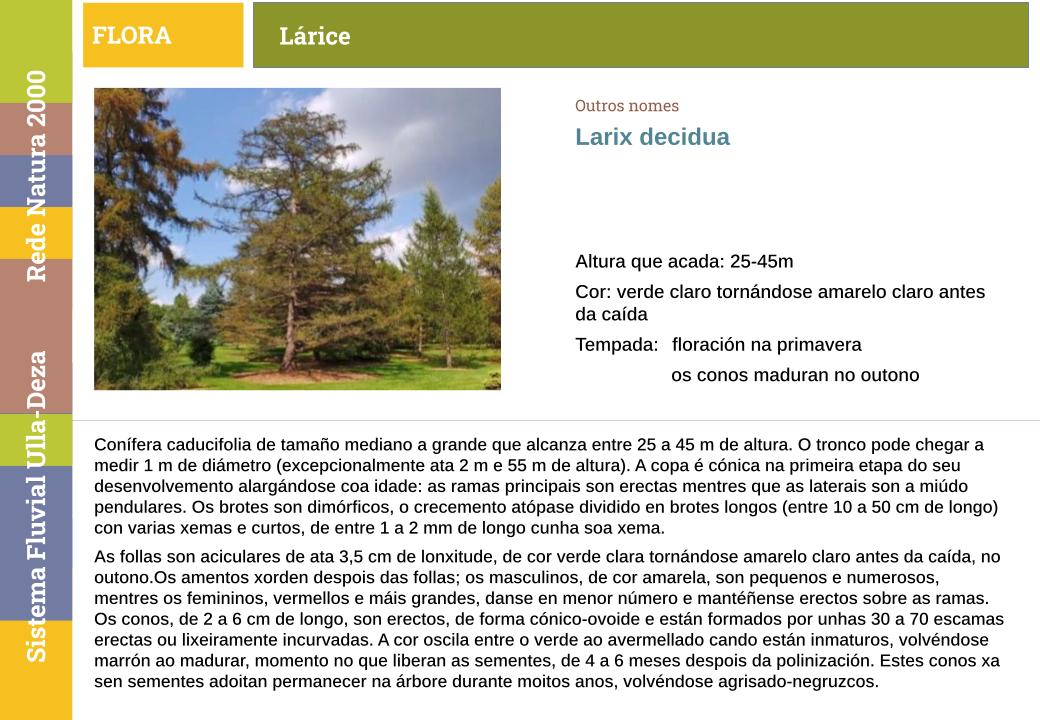 FLORA
Lárice
Rede Natura 2000
Sistema Fluvial Ulla-Deza
Outros nomes
Larix decidua
Altura que acada: 25-45m
Cor: verde claro tornándose amarelo claro antes
da caída
Tempada: floración na primavera
os conos maduran no outono
Conífera caducifolia de tamaño mediano a grande que alcanza entre 25 a 45 m de altura. O tronco pode chegar a
medir 1 m de diámetro (excepcionalmente ata 2 m e 55 m de altura). A copa é cónica na primeira etapa do seu
desenvolvemento alargándose coa idade: as ramas principais son erectas mentres que as laterais son a miúdo
pendulares. Os brotes son dimórficos, o crecemento atópase dividido en brotes longos (entre 10 a 50 cm de longo)
con varias xemas e curtos, de entre 1 a 2 mm de longo cunha soa xema.
As follas son aciculares de ata 3,5 cm de lonxitude, de cor verde clara tornándose amarelo claro antes da caída, no
outono.Os amentos xorden despois das follas; os masculinos, de cor amarela, son pequenos e numerosos,
mentres os femininos, vermellos e máis grandes, danse en menor número e mantéñense erectos sobre as ramas.
Os conos, de 2 a 6 cm de longo, son erectos, de forma cónico-ovoide e están formados por unhas 30 a 70 escamas
erectas ou lixeiramente incurvadas. A cor oscila entre o verde ao avermellado cando están inmaturos, volvéndose
marrón ao madurar, momento no que liberan as sementes, de 4 a 6 meses despois da polinización. Estes conos xa
sen sementes adoitan permanecer na árbore durante moitos anos, volvéndose agrisado-negruzcos.